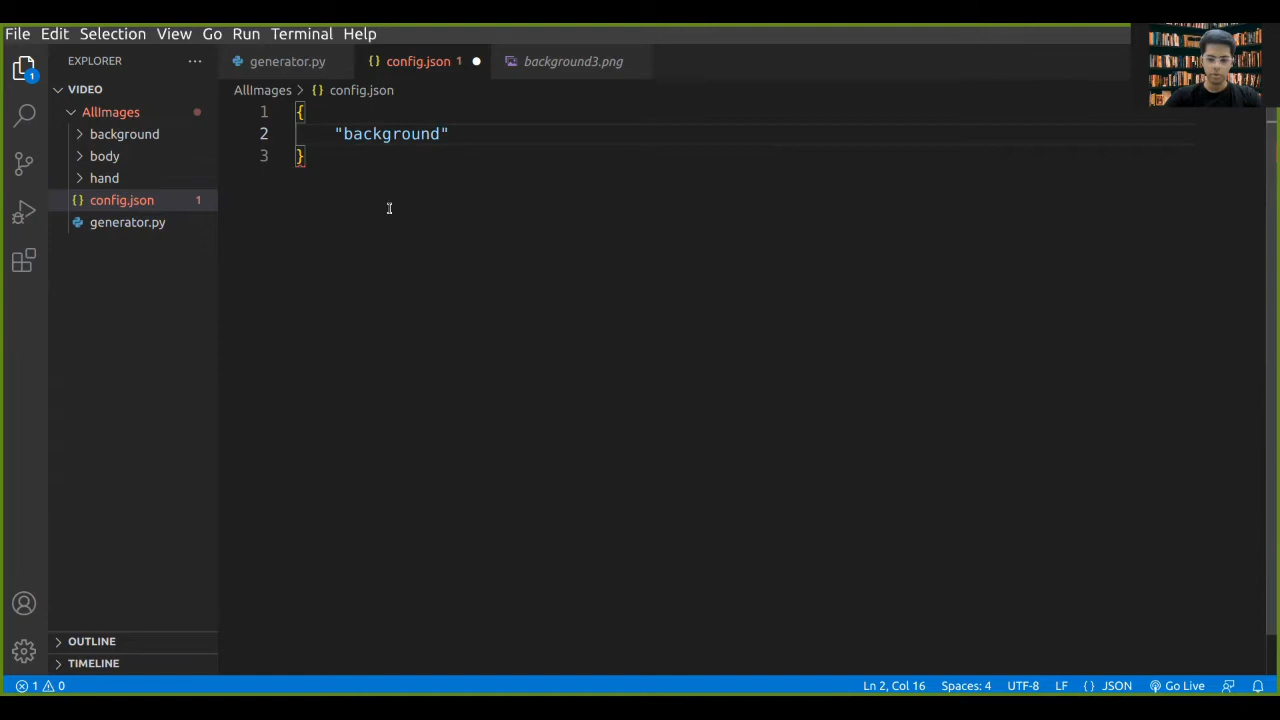 File Edit Selection View Go Run Terminal Help
EXPLORER ...
generator.py
{} config.json 1
background3.png
1
VIDEO
AllImages > {} config.json
AllImages
background
body
hand
{} config.json 1
generator.py
1 {
2 "background"
3 }
OUTLINE
TIMELINE
1 0
Ln 2, Col 16 Spaces: 4 UTF-8 LF {} JSON Go Live